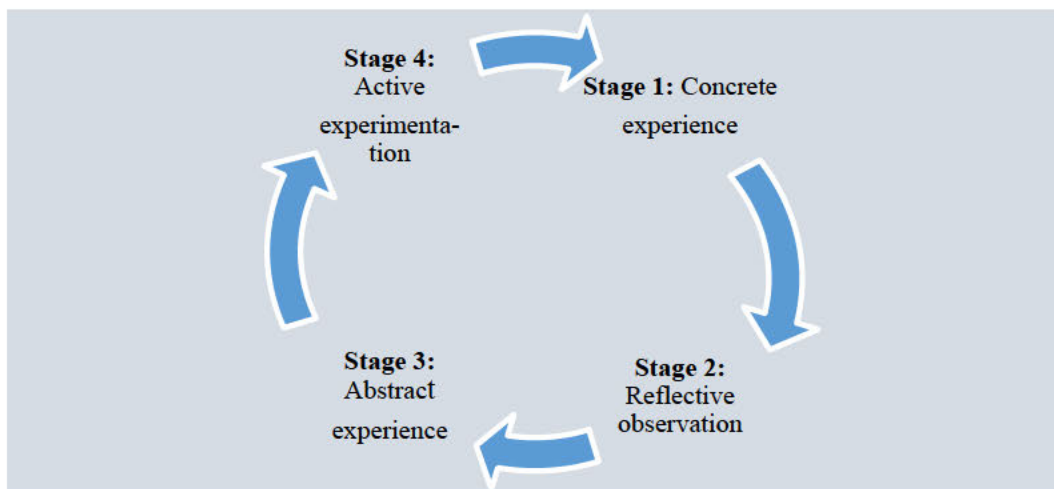 Stage 4:
Active
experimenta-
tion
Stage 1: Concrete
experience
Stage 2:
Reflective
observation
Stage 3:
Abstract
experience